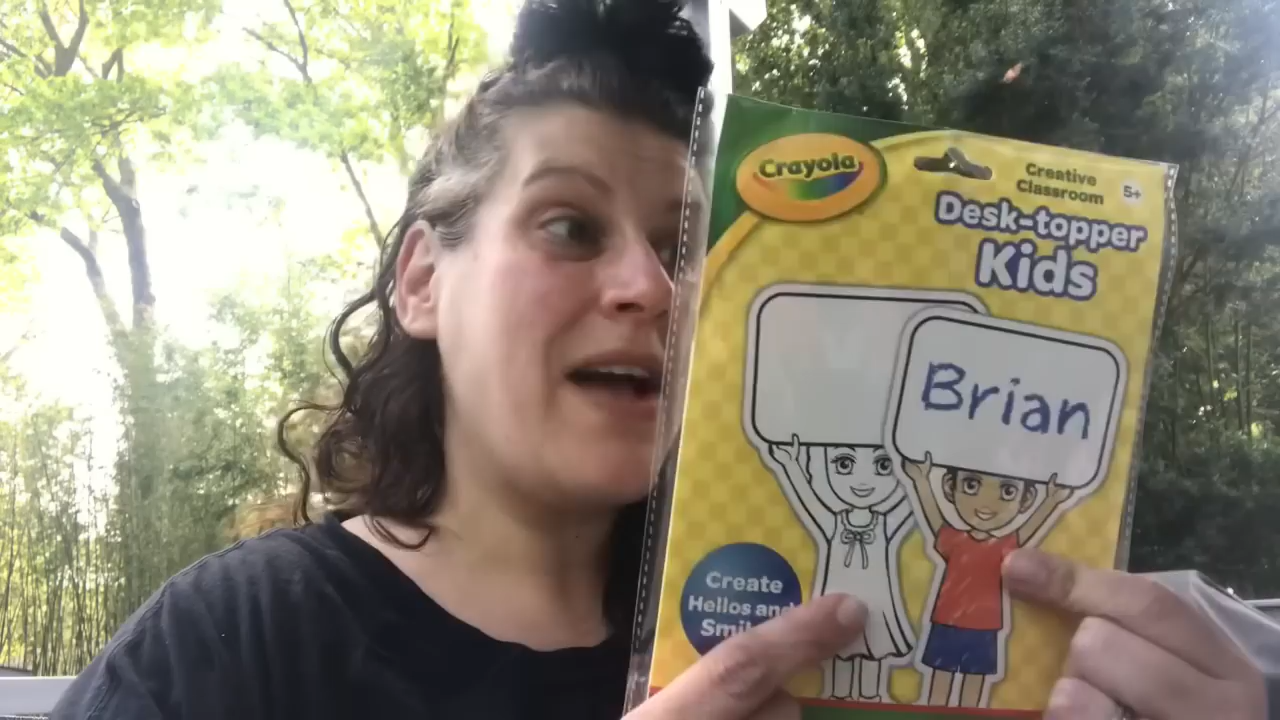 Crayola
Creative
Classroom
5+
Desk-topper
Kids
Brian
Create
Hellos and